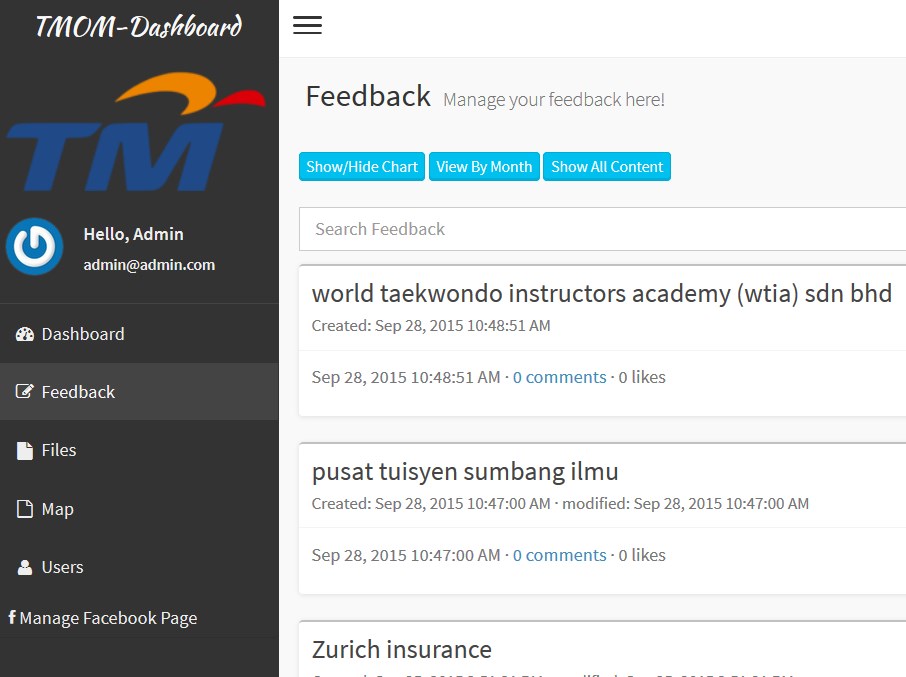 TMOM-Dashboard
TM
Hello, Admin
admin@admin.com
Dashboard
Feedback
Files
Map
Users
f Manage Facebook Page
Feedback Manage your feedback here!
Show/Hide Chart View By Month Show All Content
Search Feedback
world taekwondo instructors academy (wtia) sdn bhd
Created: Sep 28, 2015 10:48:51 AM
Sep 28, 2015 10:48:51 AM · 0 comments · 0 likes
pusat tuisyen sumbang ilmu
Created: Sep 28, 2015 10:47:00 AM · modified: Sep 28, 2015 10:47:00 AM
Sep 28, 2015 10:47:00 AM · 0 comments · 0 likes
Zurich insurance